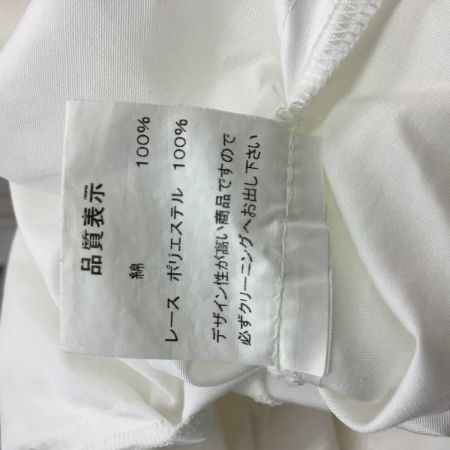 品質表示
綿 100%
レース ポリエステル 100%
デザイン性が高い商品ですので
必ずクリーニングへお出し下さい